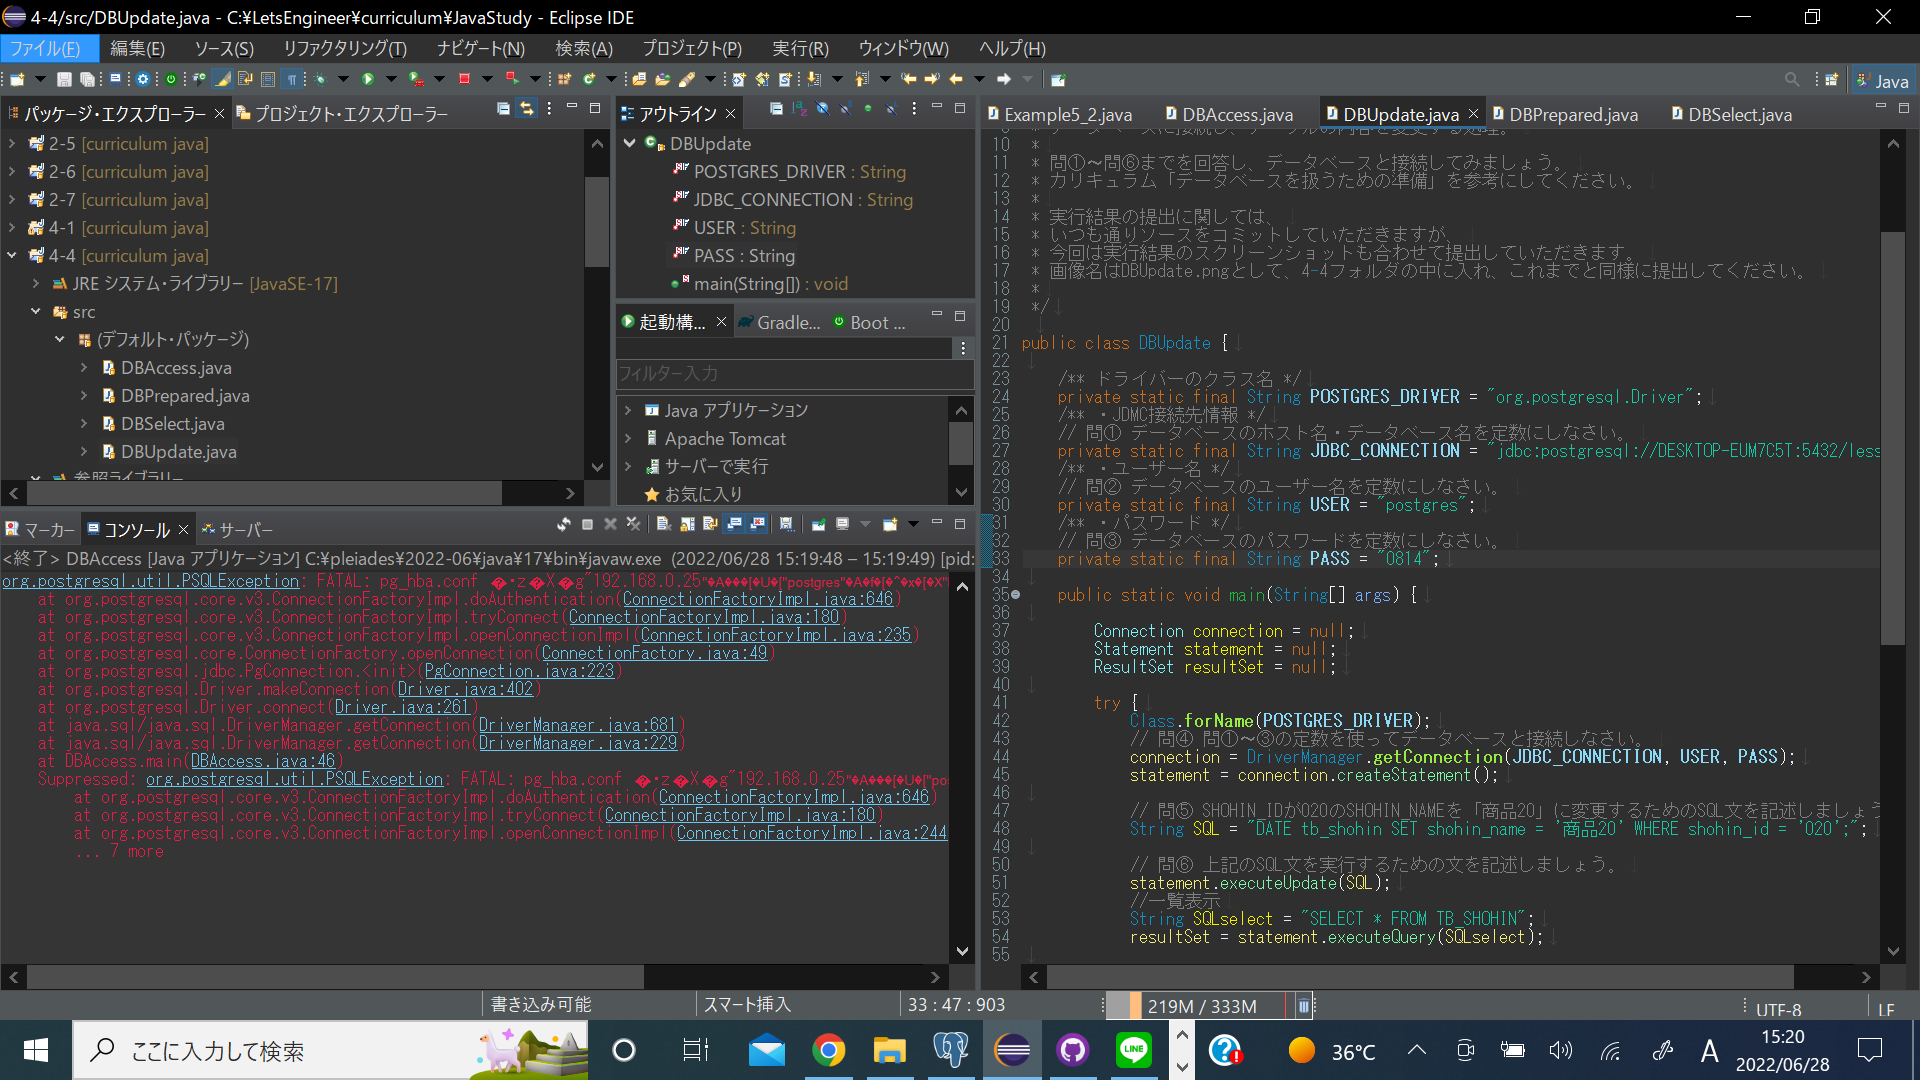 4-4/src/DBUpdate.java - C:¥LetsEngineer¥curriculum¥JavaStudy - Eclipse IDE
ファイル(F) 編集(E) ソース(S) リファクタリング(T) ナビゲート(N) 検索(A) プロジェクト(P) 実行(R) ウィンドウ(W) ヘルプ(H)
Java
パッケージ・エクスプローラー プロジェクト・エクスプローラー
2-5 [curriculum java]
2-6 [curriculum java]
2-7 [curriculum java]
4-1 [curriculum java]
4-4 [curriculum java]
JRE システム・ライブラリー [JavaSE-17]
src
(デフォルト・パッケージ)
DBAccess.java
DBPrepared.java
DBSelect.java
DBUpdate.java
参照ライブラリー
アウトライン
DBUpdate
POSTGRES_DRIVER : String
JDBC_CONNECTION : String
USER : String
PASS : String
main(String[]) : void
起動構... Gradle... Boot ...
フィルター入力
Java アプリケーション
Apache Tomcat
サーバーで実行
お気に入り
マーカー コンソール サーバー
<終了> DBAccess [Java アプリケーション] C:¥pleiades¥2022-06¥java¥17¥bin¥javaw.exe (2022/06/28 15:19:48 – 15:19:49) [pid:
org.postgresql.util.PSQLException: FATAL: pg_hba.conf "192.168.0.25"
at org.postgresql.core.v3.ConnectionFactoryImpl.doAuthentication(ConnectionFactoryImpl.java:646)
at org.postgresql.core.v3.ConnectionFactoryImpl.tryConnect(ConnectionFactoryImpl.java:180)
at org.postgresql.core.v3.ConnectionFactoryImpl.openConnectionImpl(ConnectionFactoryImpl.java:235)
at org.postgresql.core.ConnectionFactory.openConnection(ConnectionFactory.java:49)
at org.postgresql.jdbc.PgConnection.<init>(PgConnection.java:223)
at org.postgresql.Driver.makeConnection(Driver.java:402)
at org.postgresql.Driver.connect(Driver.java:261)
at java.sql/java.sql.DriverManager.getConnection(DriverManager.java:681)
at java.sql/java.sql.DriverManager.getConnection(DriverManager.java:229)
at DBAccess.main(DBAccess.java:46)
Suppressed: org.postgresql.util.PSQLException: FATAL: pg_hba.conf "192.168.0.25"
at org.postgresql.core.v3.ConnectionFactoryImpl.doAuthentication(ConnectionFactoryImpl.java:646)
at org.postgresql.core.v3.ConnectionFactoryImpl.tryConnect(ConnectionFactoryImpl.java:180)
at org.postgresql.core.v3.ConnectionFactoryImpl.openConnectionImpl(ConnectionFactoryImpl.java:244
... 7 more
Example5_2.java DBAccess.java DBUpdate.java DBPrepared.java DBSelect.java
10 *
11 * 問①～問⑥までを回答し、データベースと接続してみましょう。
12 * カリキュラム「データベースを扱うための準備」を参考にしてください。
13 *
14 * 実行結果の提出に関しては、
15 * いつも通りソースをコミットしていただきますが、
16 * 今回は実行結果のスクリーンショットも合わせて提出していただきます。
17 * 画像名はDBUpdate.pngとして、4-4フォルダの中に入れ、これまでと同様に提出してください。
18 *
19 */
20
21 public class DBUpdate {
22
23 /** ドライバーのクラス名 */
24 private static final String POSTGRES_DRIVER = "org.postgresql.Driver";
25 /** ・JDMC接続先情報 */
26 // 問① データベースのホスト名・データベース名を定数にしなさい。
27 private static final String JDBC_CONNECTION = "jdbc:postgresql://DESKTOP-EUM7C5T:5432/less
28 /** ・ユーザー名 */
29 // 問② データベースのユーザー名を定数にしなさい。
30 private static final String USER = "postgres";
31 /** ・パスワード */
32 // 問③ データベースのパスワードを定数にしなさい。
33 private static final String PASS = "0814";
34
35 public static void main(String[] args) {
36
37 Connection connection = null;
38 Statement statement = null;
39 ResultSet resultSet = null;
40
41 try {
42 Class.forName(POSTGRES_DRIVER);
43 // 問④ 問①～③の定数を使ってデータベースと接続しなさい。
44 connection = DriverManager.getConnection(JDBC_CONNECTION, USER, PASS);
45 statement = connection.createStatement();
46
47 // 問⑤ SHOHIN_IDが020のSHOHIN_NAMEを「商品20」に変更するためのSQL文を記述しましょう
48 String SQL = "DATE tb_shohin SET shohin_name = '商品20' WHERE shohin_id = '020';";
49
50 // 問⑥ 上記のSQL文を実行するための文を記述しましょう。
51 statement.executeUpdate(SQL);
52 //一覧表示
53 String SQLselect = "SELECT * FROM TB_SHOHIN";
54 resultSet = statement.executeQuery(SQLselect);
55
書き込み可能 スマート挿入 33 : 47 : 903 219M / 333M UTF-8 LF
ここに入力して検索
LINE
36°C
A
15:20
2022/06/28